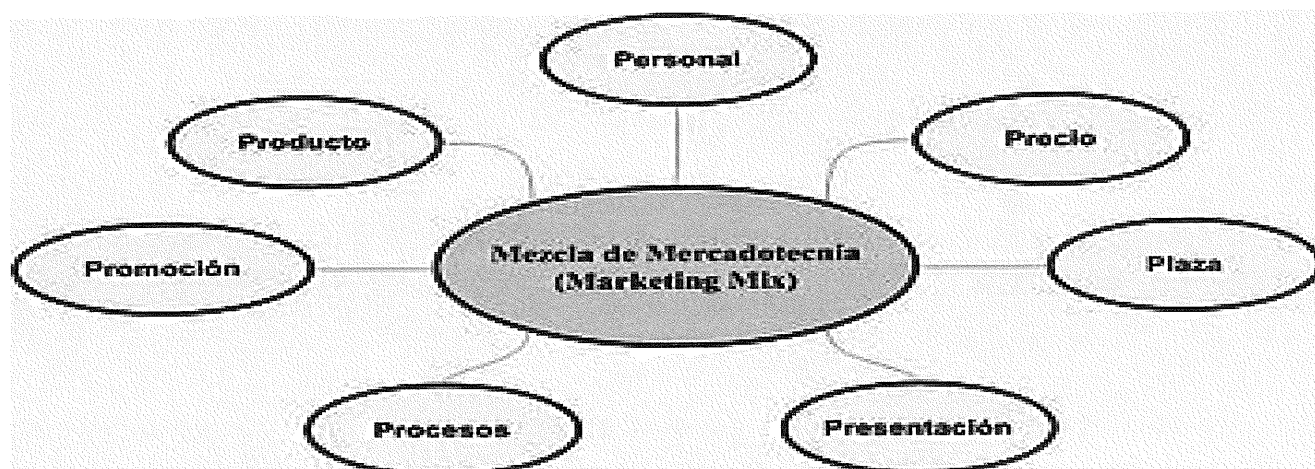 Personal
Producto
Precio
Mezcla de Mercadotecnia
(Marketing Mix)
Promoción
Plaza
Procesos
Presentación